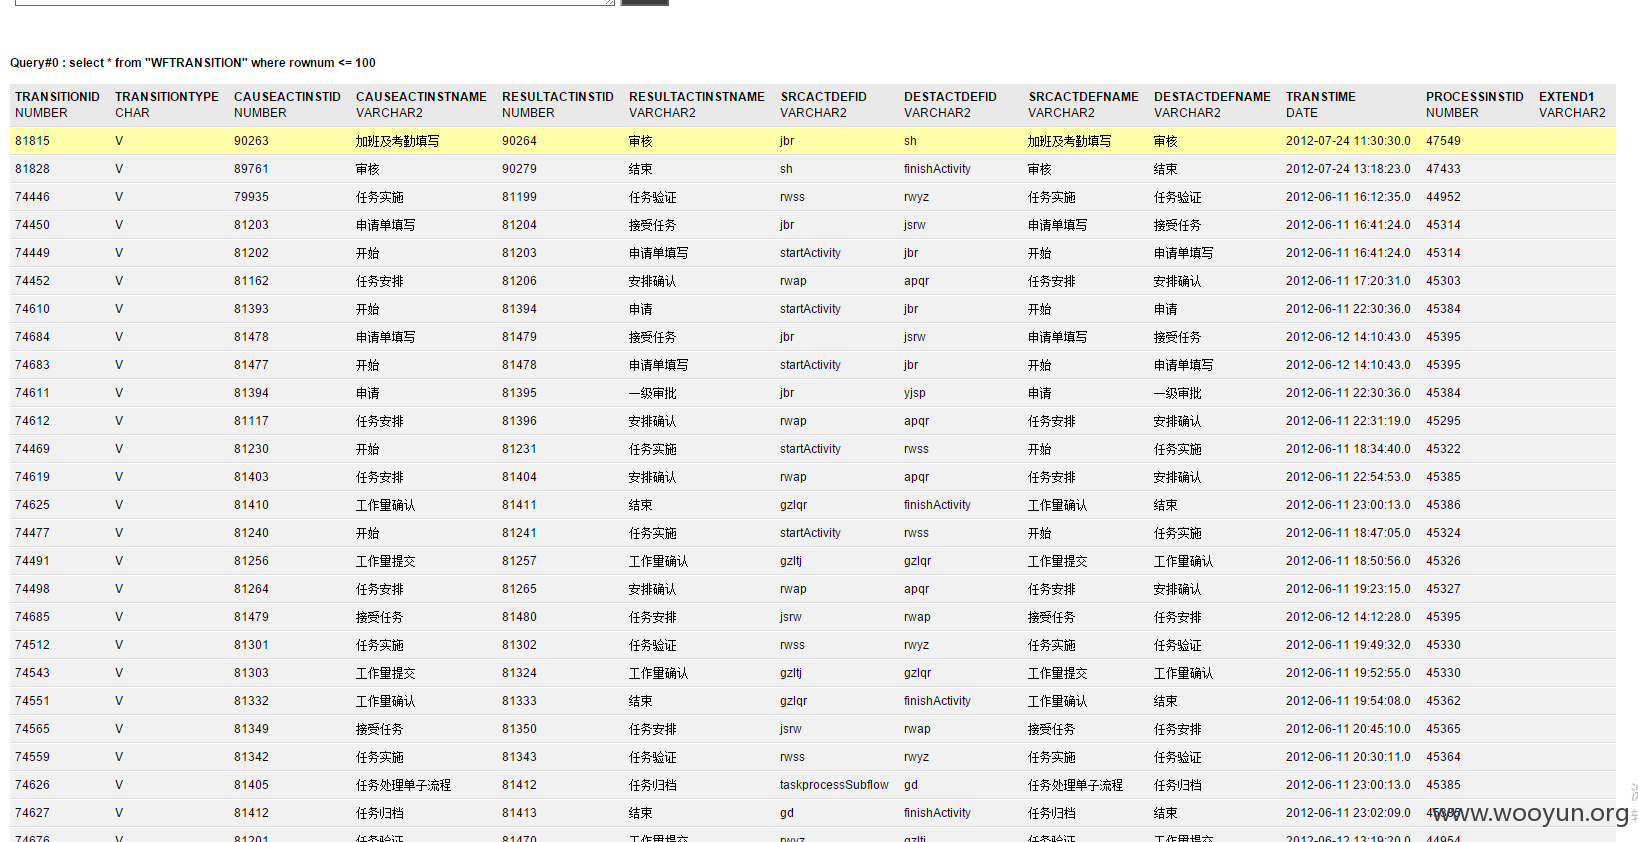 Query#0 : select * from "WFTRANSITION" where rownum <= 100
TRANSITIONID TRANSITIONTYPE CAUSEACTINSTID CAUSEACTINSTNAME RESULTACTINSTID RESULTACTINSTNAME SRCACTDEFID DESTACTDEFID SRCACTDEFNAME DESTACTDEFNAME TRANSTIME PROCESSINSTID EXTEND1
NUMBER CHAR NUMBER VARCHAR2 NUMBER VARCHAR2 VARCHAR2 VARCHAR2 VARCHAR2 VARCHAR2 DATE NUMBER VARCHAR2
81815 V 90263 加班及考勤填写 90264 审核 jbr sh 加班及考勤填写 审核 2012-07-24 11:30:30.0 47549
81828 V 89761 审核 90279 结束 sh finishActivity 审核 结束 2012-07-24 13:18:23.0 47433
74446 V 79935 任务实施 81199 任务验证 rwss rwyz 任务实施 任务验证 2012-06-11 16:12:35.0 44952
74450 V 81203 申请单填写 81204 接受任务 jbr jsrw 申请单填写 接受任务 2012-06-11 16:41:24.0 45314
74449 V 81202 开始 81203 申请单填写 startActivity jbr 开始 申请单填写 2012-06-11 16:41:24.0 45314
74452 V 81162 任务安排 81206 安排确认 rwap apqr 任务安排 安排确认 2012-06-11 17:20:31.0 45303
74610 V 81393 开始 81394 申请 startActivity jbr 开始 申请 2012-06-11 22:30:36.0 45384
74684 V 81478 申请单填写 81479 接受任务 jbr jsrw 申请单填写 接受任务 2012-06-12 14:10:43.0 45395
74683 V 81477 开始 81478 申请单填写 startActivity jbr 开始 申请单填写 2012-06-12 14:10:43.0 45395
74611 V 81394 申请 81395 一级审批 jbr yjsp 申请 一级审批 2012-06-11 22:30:36.0 45384
74612 V 81117 任务安排 81396 安排确认 rwap apqr 任务安排 安排确认 2012-06-11 22:31:19.0 45295
74469 V 81230 开始 81231 任务实施 startActivity rwss 开始 任务实施 2012-06-11 18:34:40.0 45322
74619 V 81403 任务安排 81404 安排确认 rwap apqr 任务安排 安排确认 2012-06-11 22:54:53.0 45385
74625 V 81410 工作量确认 81411 结束 gzlqr finishActivity 工作量确认 结束 2012-06-11 23:00:13.0 45386
74477 V 81240 开始 81241 任务实施 startActivity rwss 开始 任务实施 2012-06-11 18:47:05.0 45324
74491 V 81256 工作量提交 81257 工作量确认 gzltj gzlqr 工作量提交 工作量确认 2012-06-11 18:50:56.0 45326
74498 V 81264 任务安排 81265 安排确认 rwap apqr 任务安排 安排确认 2012-06-11 19:23:15.0 45327
74685 V 81479 接受任务 81480 任务安排 jsrw rwap 接受任务 任务安排 2012-06-12 14:12:28.0 45395
74512 V 81301 任务实施 81302 任务验证 rwss rwyz 任务实施 任务验证 2012-06-11 19:49:32.0 45330
74543 V 81303 工作量提交 81324 工作量确认 gzltj gzlqr 工作量提交 工作量确认 2012-06-11 19:52:55.0 45330
74551 V 81332 工作量确认 81333 结束 gzlqr finishActivity 工作量确认 结束 2012-06-11 19:54:08.0 45362
74565 V 81349 接受任务 81350 任务安排 jsrw rwap 接受任务 任务安排 2012-06-11 20:45:10.0 45365
74559 V 81342 任务实施 81343 任务验证 rwss rwyz 任务实施 任务验证 2012-06-11 20:30:11.0 45364
74626 V 81405 任务处理单子流程 81412 任务归档 taskprocessSubflow gd 任务处理单子流程 任务归档 2012-06-11 23:00:13.0 45385
74627 V 81412 任务归档 81413 结束 gd finishActivity 任务归档 结束 2012-06-11 23:02:09.0
www.wooyun.org
74676 V 81201 任务验证 81470 工作量提交 rwyz gzltj 任务验证 工作量提交 2012-06-12 13:19:20.0 44954